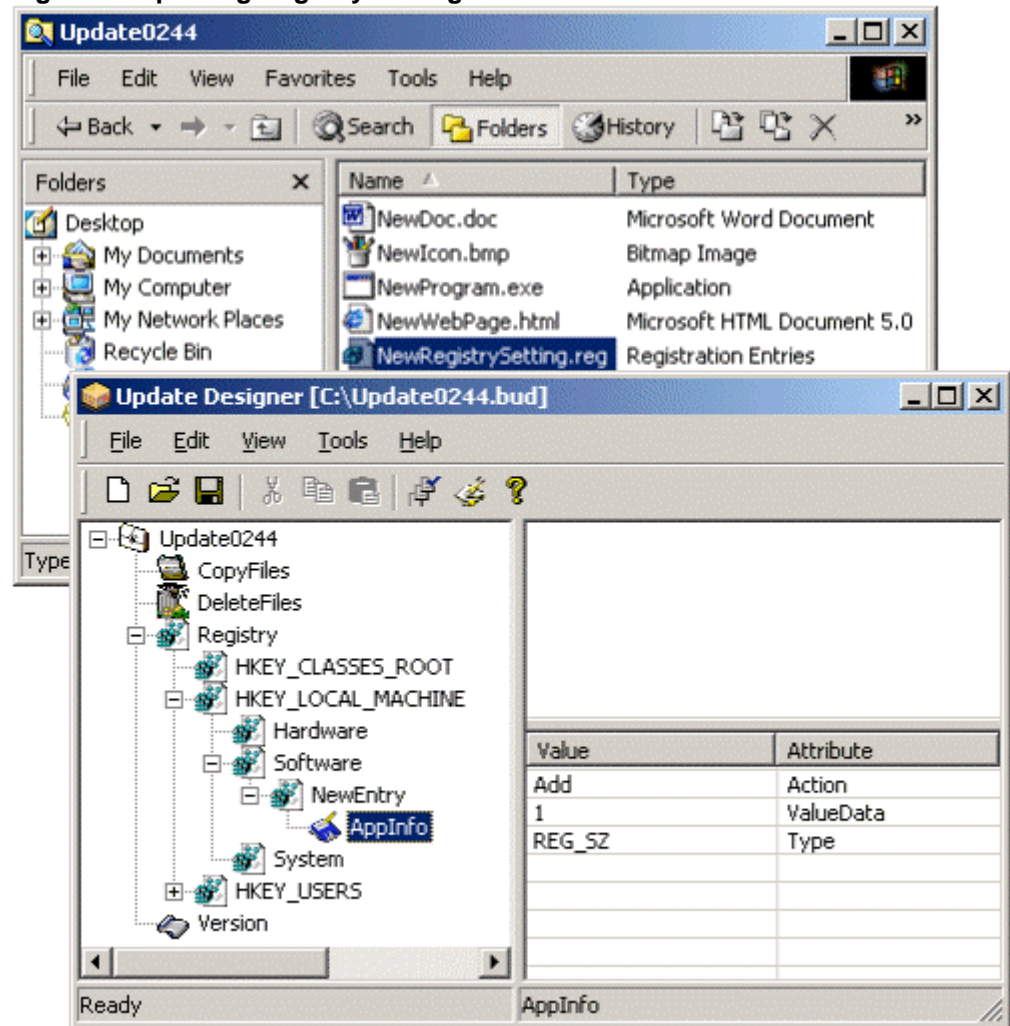 Update0244
File Edit View Favorites Tools Help
Back Search Folders History »
Folders
Desktop
My Documents
My Computer
My Network Places
Recycle Bin
Name Type
NewDoc.doc Microsoft Word Document
NewIcon.bmp Bitmap Image
NewProgram.exe Application
NewWebPage.html Microsoft HTML Document 5.0
NewRegistrySetting.reg Registration Entries
Type
Update Designer [C:\Update0244.bud]
File Edit View Tools Help
Update0244
CopyFiles
DeleteFiles
Registry
HKEY_CLASSES_ROOT
HKEY_LOCAL_MACHINE
Hardware
Software
NewEntry
AppInfo
System
HKEY_USERS
Version
Value Attribute
Add Action
1 ValueData
REG_SZ Type
Ready AppInfo